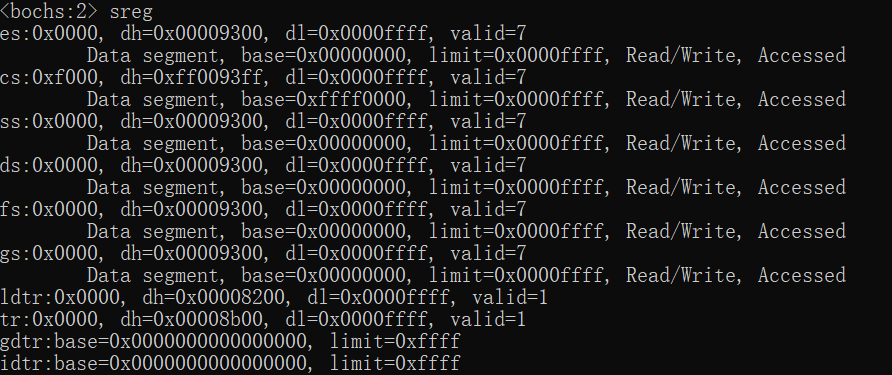 <bochs:2> sreg
es:0x0000, dh=0x00009300, dl=0x0000ffff, valid=7
        Data segment, base=0x00000000, limit=0x0000ffff, Read/Write, Accessed
cs:0xf000, dh=0xff0093ff, dl=0x0000ffff, valid=7
        Data segment, base=0xffff0000, limit=0x0000ffff, Read/Write, Accessed
ss:0x0000, dh=0x00009300, dl=0x0000ffff, valid=7
        Data segment, base=0x00000000, limit=0x0000ffff, Read/Write, Accessed
ds:0x0000, dh=0x00009300, dl=0x0000ffff, valid=7
        Data segment, base=0x00000000, limit=0x0000ffff, Read/Write, Accessed
fs:0x0000, dh=0x00009300, dl=0x0000ffff, valid=7
        Data segment, base=0x00000000, limit=0x0000ffff, Read/Write, Accessed
gs:0x0000, dh=0x00009300, dl=0x0000ffff, valid=7
        Data segment, base=0x00000000, limit=0x0000ffff, Read/Write, Accessed
ldtr:0x0000, dh=0x00008200, dl=0x0000ffff, valid=1
tr:0x0000, dh=0x00008b00, dl=0x0000ffff, valid=1
gdtr:base=0x0000000000000000, limit=0xffff
idtr:base=0x0000000000000000, limit=0xffff